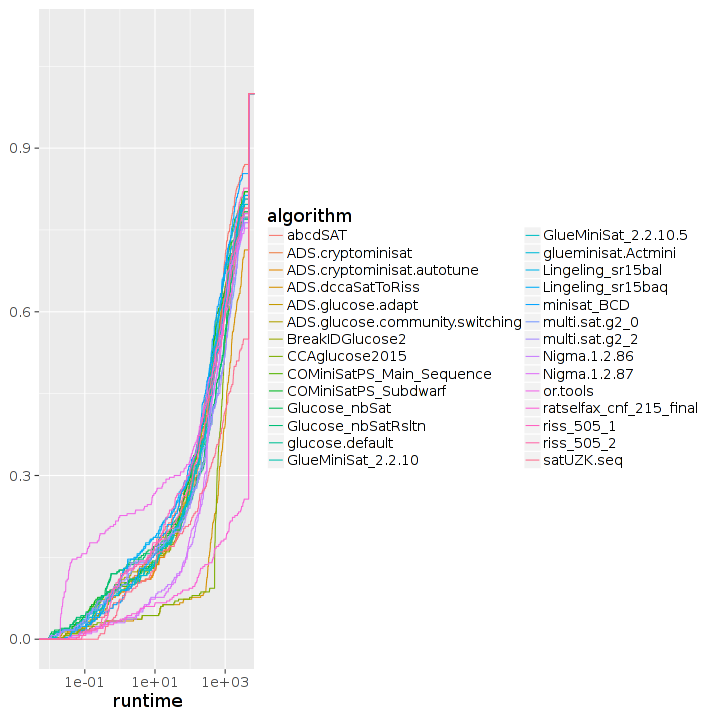 0.9
0.6
0.3
0.0
1e-01 1e+01 1e+03
runtime
algorithm
abcdSAT
ADS.cryptominisat
ADS.cryptominisat.autotune
ADS.dccaSatToRiss
ADS.glucose.adapt
ADS.glucose.community.switching
BreakIDGlucose2
CCAglucose2015
COMiniSatPS_Main_Sequence
COMiniSatPS_Subdwarf
Glucose_nbSat
Glucose_nbSatRsltn
glucose.default
GlueMiniSat_2.2.10
GlueMiniSat_2.2.10.5
glueminisat.Actmini
Lingeling_sr15bal
Lingeling_sr15baq
minisat_BCD
multi.sat.g2_0
multi.sat.g2_2
Nigma.1.2.86
Nigma.1.2.87
or.tools
ratselfax_cnf_215_final
riss_505_1
riss_505_2
satUZK.seq